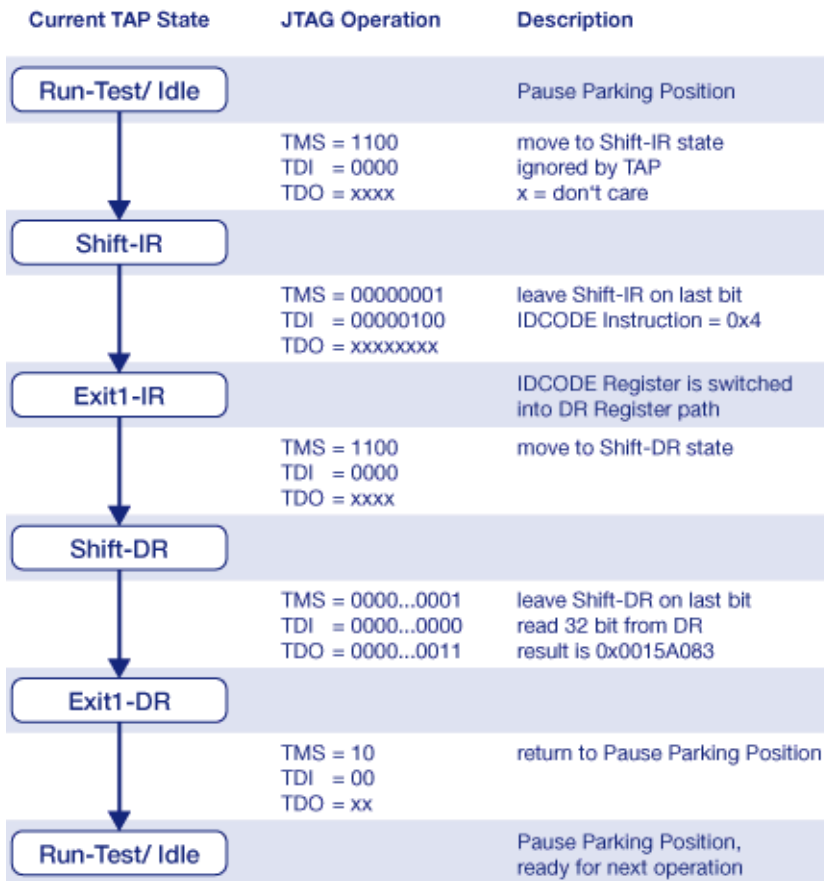 Current TAP State JTAG Operation Description
Run-Test/ Idle Pause Parking Position
TMS = 1100 move to Shift-IR state
TDI = 0000 ignored by TAP
TDO = xxxx x = don't care
Shift-IR
TMS = 00000001 leave Shift-IR on last bit
TDI = 00000100 IDCODE Instruction = 0x4
TDO = xxxxxxxx
Exit1-IR IDCODE Register is switched
into DR Register path
TMS = 1100 move to Shift-DR state
TDI = 0000
TDO = xxxx
Shift-DR
TMS = 0000...0001 leave Shift-DR on last bit
TDI = 0000...0000 read 32 bit from DR
TDO = 0000...0011 result is 0x0015A083
Exit1-DR
TMS = 10 return to Pause Parking Position
TDI = 00
TDO = xx
Run-Test/ Idle Pause Parking Position,
ready for next operation